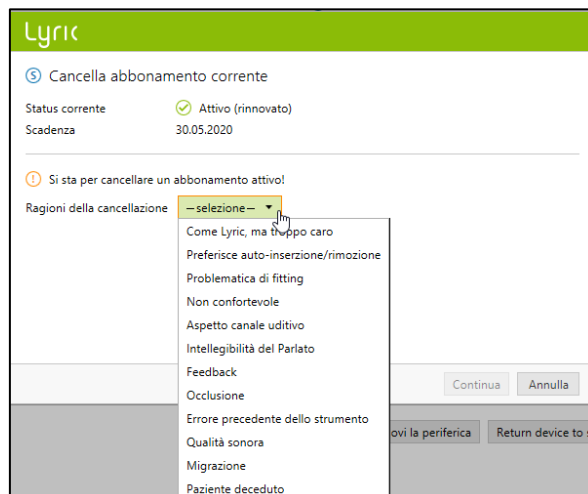 Lyric
Cancella abbonamento corrente
Status corrente Attivo (rinnovato)
Scadenza 30.05.2020
Si sta per cancellare un abbonamento attivo!
Ragioni della cancellazione —selezione—
Come Lyric, ma troppo caro
Preferisce auto-inserzione/rimozione
Problematica di fitting
Non confortevole
Aspetto canale uditivo
Intellegibilità del Parlato
Feedback
Occlusione
Errore precedente dello strumento
Qualità sonora
Migrazione
Paziente deceduto
Continua Annulla
ovi la periferica Return device to